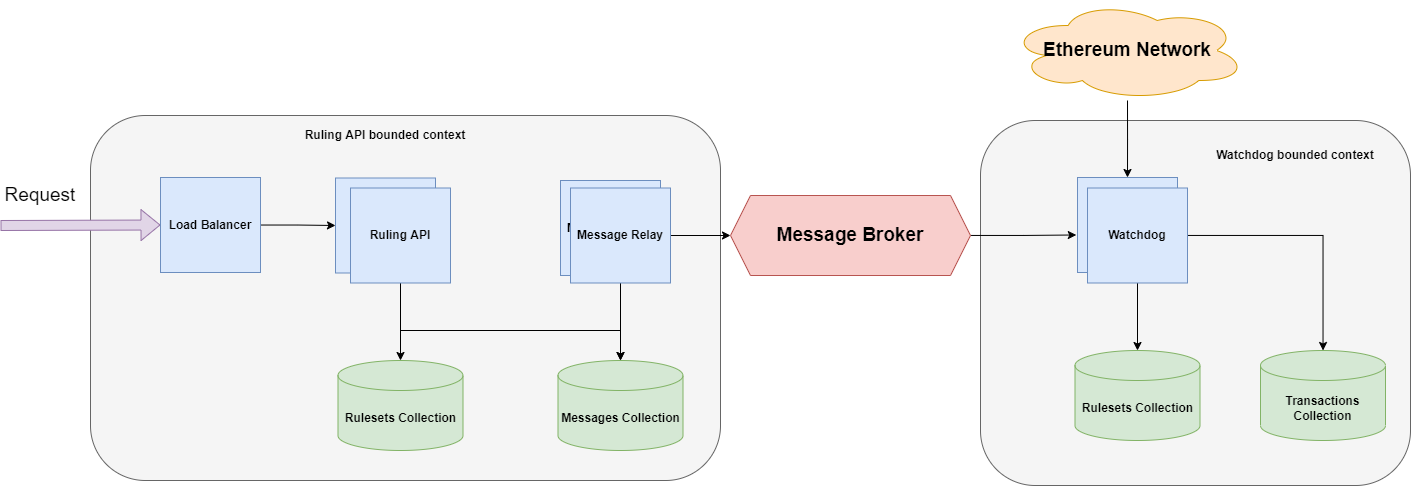 Ethereum Network
Ruling API bounded context
Watchdog bounded context
Request
Load Balancer
Ruling API
M
Message Relay
Message Broker
Watchdog
Rulesets Collection
Messages Collection
Rulesets Collection
Transactions
Collection